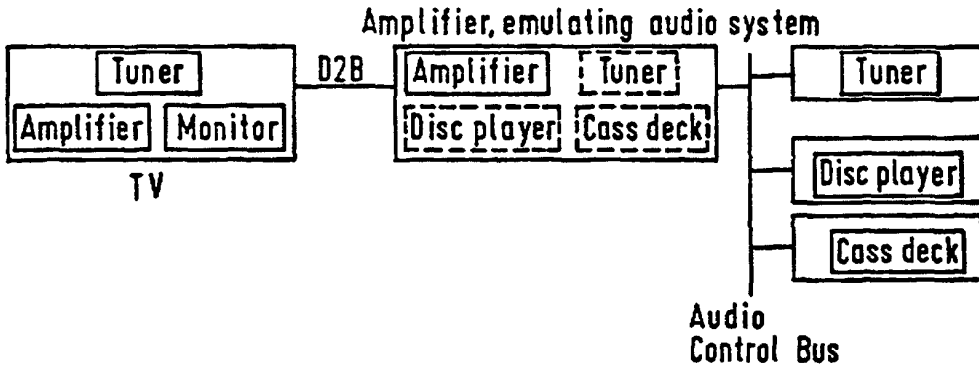 Amplifier, emulating audio system
Tuner
Amplifier Monitor
TV
D2B
Amplifier Tuner
Disc player Cass deck
Tuner
Disc player
Cass deck
Audio
Control Bus